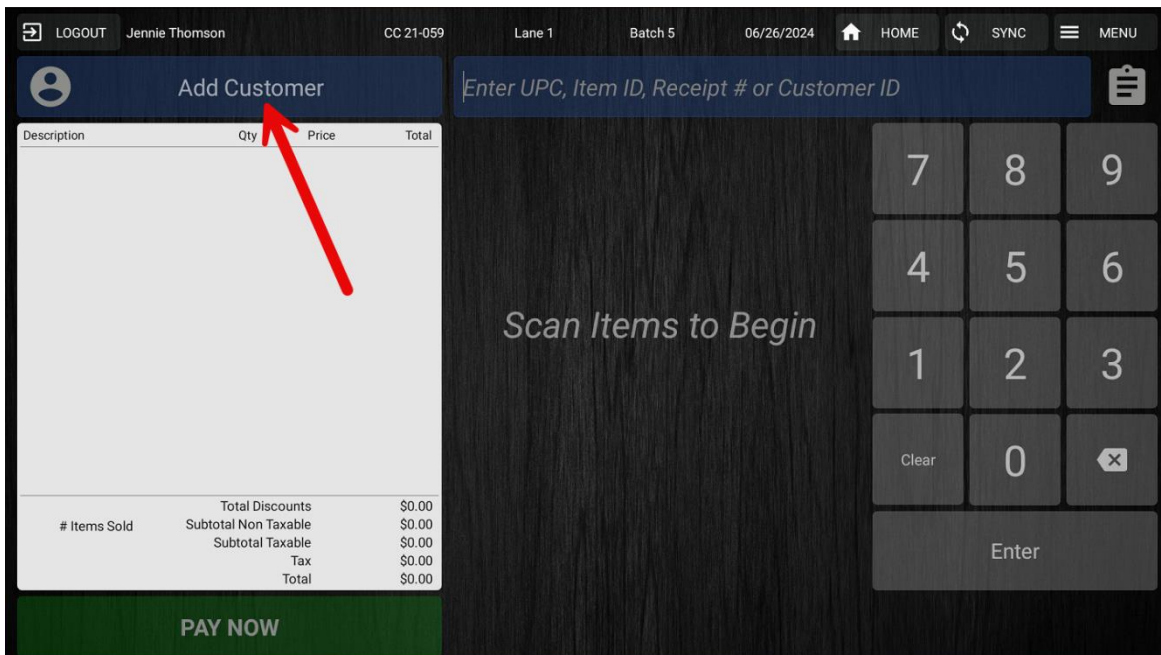 LOGOUT Jennie Thomson CC 21-059 Lane 1 Batch 5 06/26/2024 HOME SYNC MENU
Add Customer
Enter UPC, Item ID, Receipt # or Customer ID
Description Qty Price Total
7 8 9
4 5 6
Scan Items to Begin
1 2 3
Clear 0
Total Discounts $0.00
# Items Sold Subtotal Non Taxable $0.00
Subtotal Taxable $0.00
Tax $0.00
Total $0.00
Enter
PAY NOW